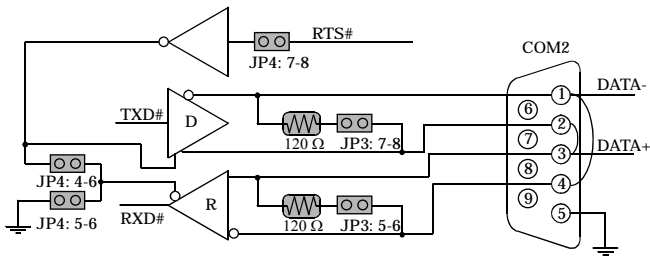 RTS#
JP4: 7-8
COM2
TXD#
D
120 Ω
JP3: 7-8
1
DATA-
6
2
7
3
DATA+
8
4
9
5
JP4: 4-6
JP4: 5-6
RXD#
R
120 Ω
JP3: 5-6